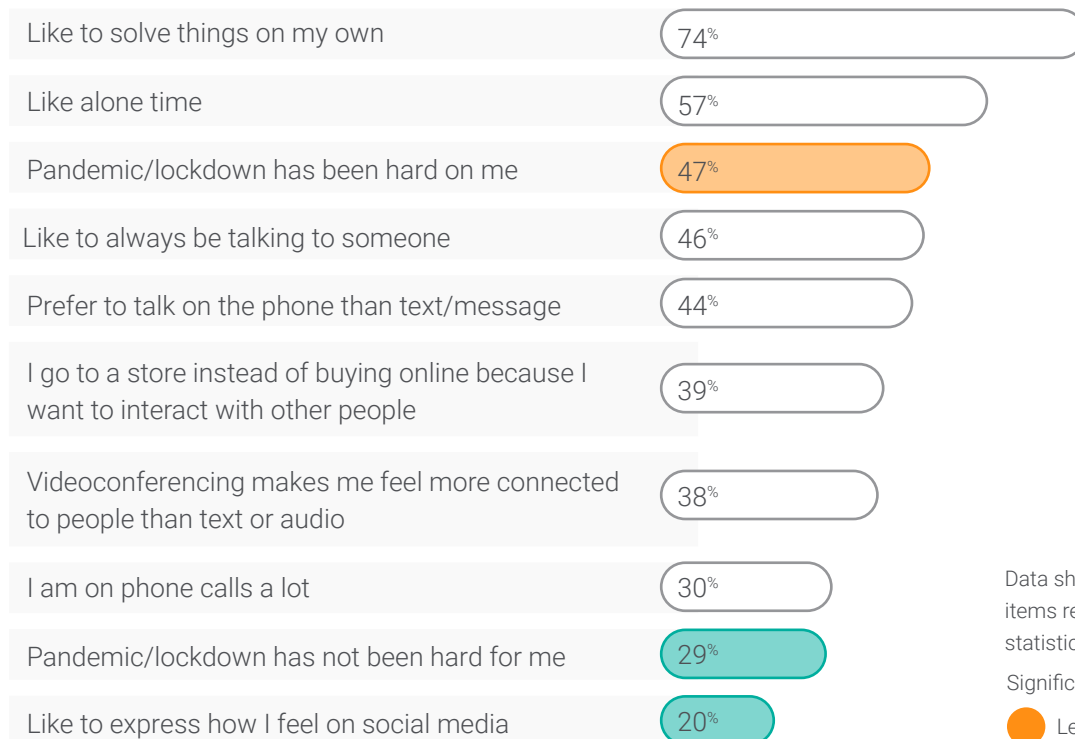 Like to solve things on my own
74%
Like alone time
57%
Pandemic/lockdown has been hard on me
47%
Like to always be talking to someone
46%
Prefer to talk on the phone than text/message
44%
I go to a store instead of buying online because I
want to interact with other people
39%
Videoconferencing makes me feel more connected
to people than text or audio
38%
I am on phone calls a lot
30%
Pandemic/lockdown has not been hard for me
29%
Like to express how I feel on social media
20%
Data
items